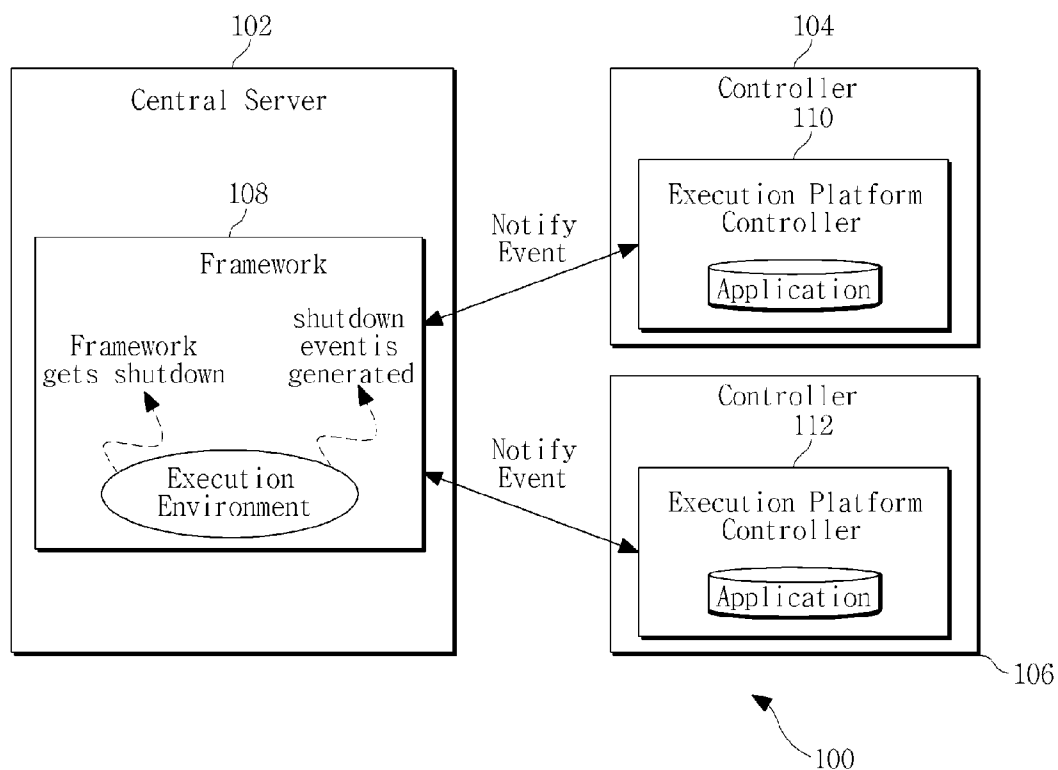 102
Central Server
108
Framework
Framework
gets shutdown
shutdown
eventis
generated
Execution
Environment
Notify
Event
Notify
Event
104
Controller
110
Execution Platform
Controller
Application
Controller
112
Execution Platform
Controller
Application
106
100